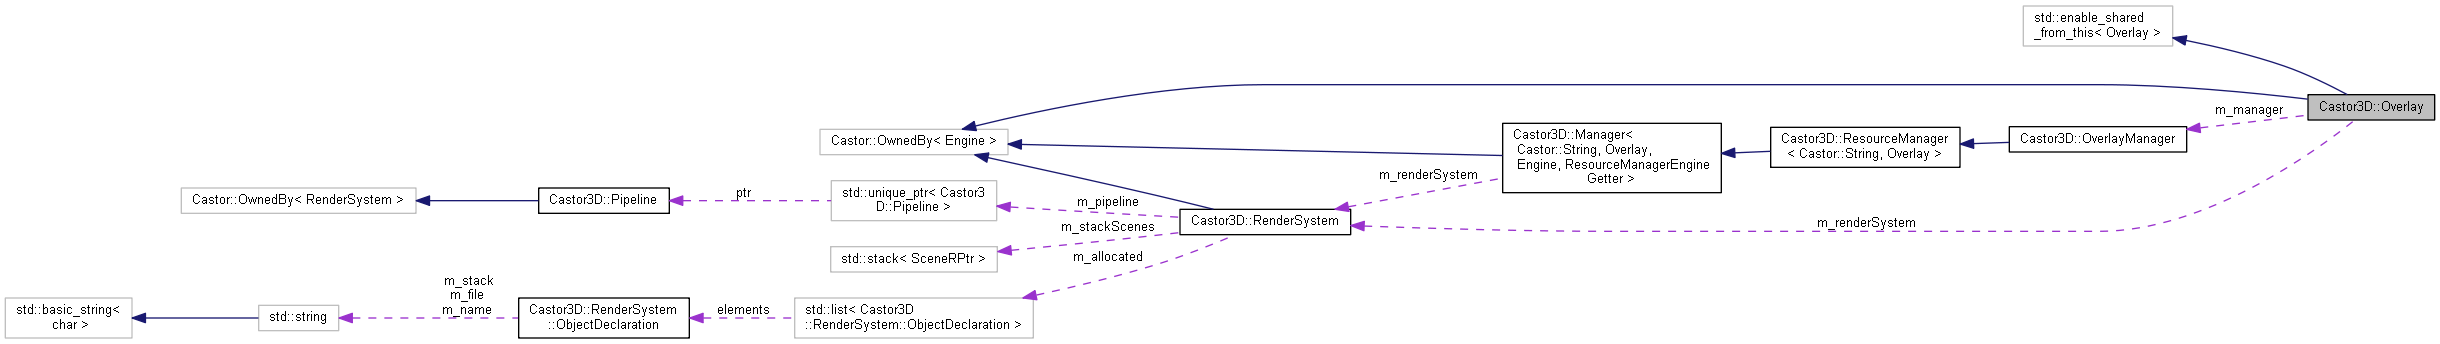 std::enable_shared
_from_this< Overlay >
Castor3D::Overlay
m_manager
Castor::OwnedBy< Engine >
Castor3D::Manager<
Castor::String, Overlay,
Engine, ResourceManagerEngine
Getter >
Castor3D::ResourceManager
< Castor::String, Overlay >
Castor3D::OverlayManager
m_renderSystem
Castor::OwnedBy< RenderSystem >
Castor3D::Pipeline
ptr
std::unique_ptr< Castor3
D::Pipeline >
m_pipeline
Castor3D::RenderSystem
m_renderSystem
m_stackScenes
std::stack< SceneRPtr >
m_allocated
std::basic_string<
char >
std::string
m_stack
m_file
m_name
Castor3D::RenderSystem
::ObjectDeclaration
elements
std::list< Castor3D
::RenderSystem::ObjectDeclaration >